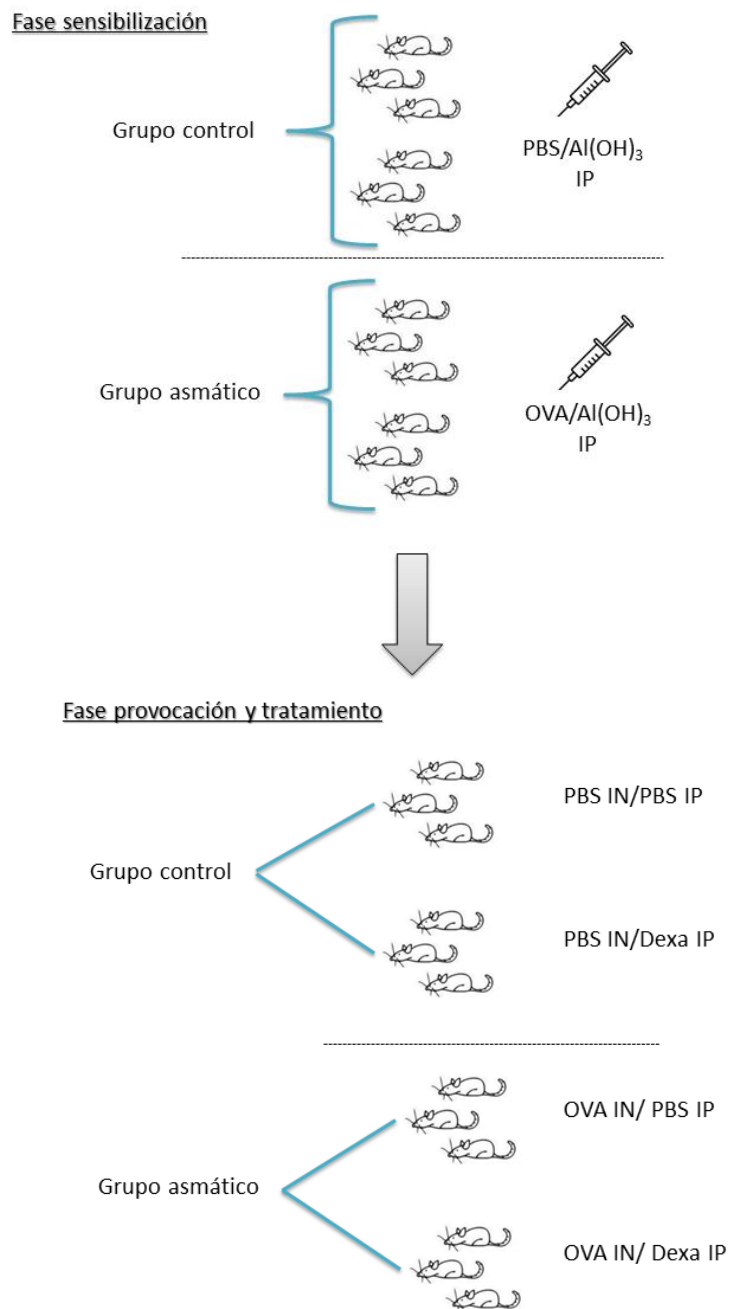 Fase sensibilización
Grupo control
PBS/Al(OH)₃
IP
Grupo asmático
OVA/Al(OH)₃
IP
Fase provocación y tratamiento
PBS IN/PBS IP
Grupo control
PBS IN/Dexa IP
OVA IN/ PBS IP
Grupo asmático
OVA IN/ Dexa IP